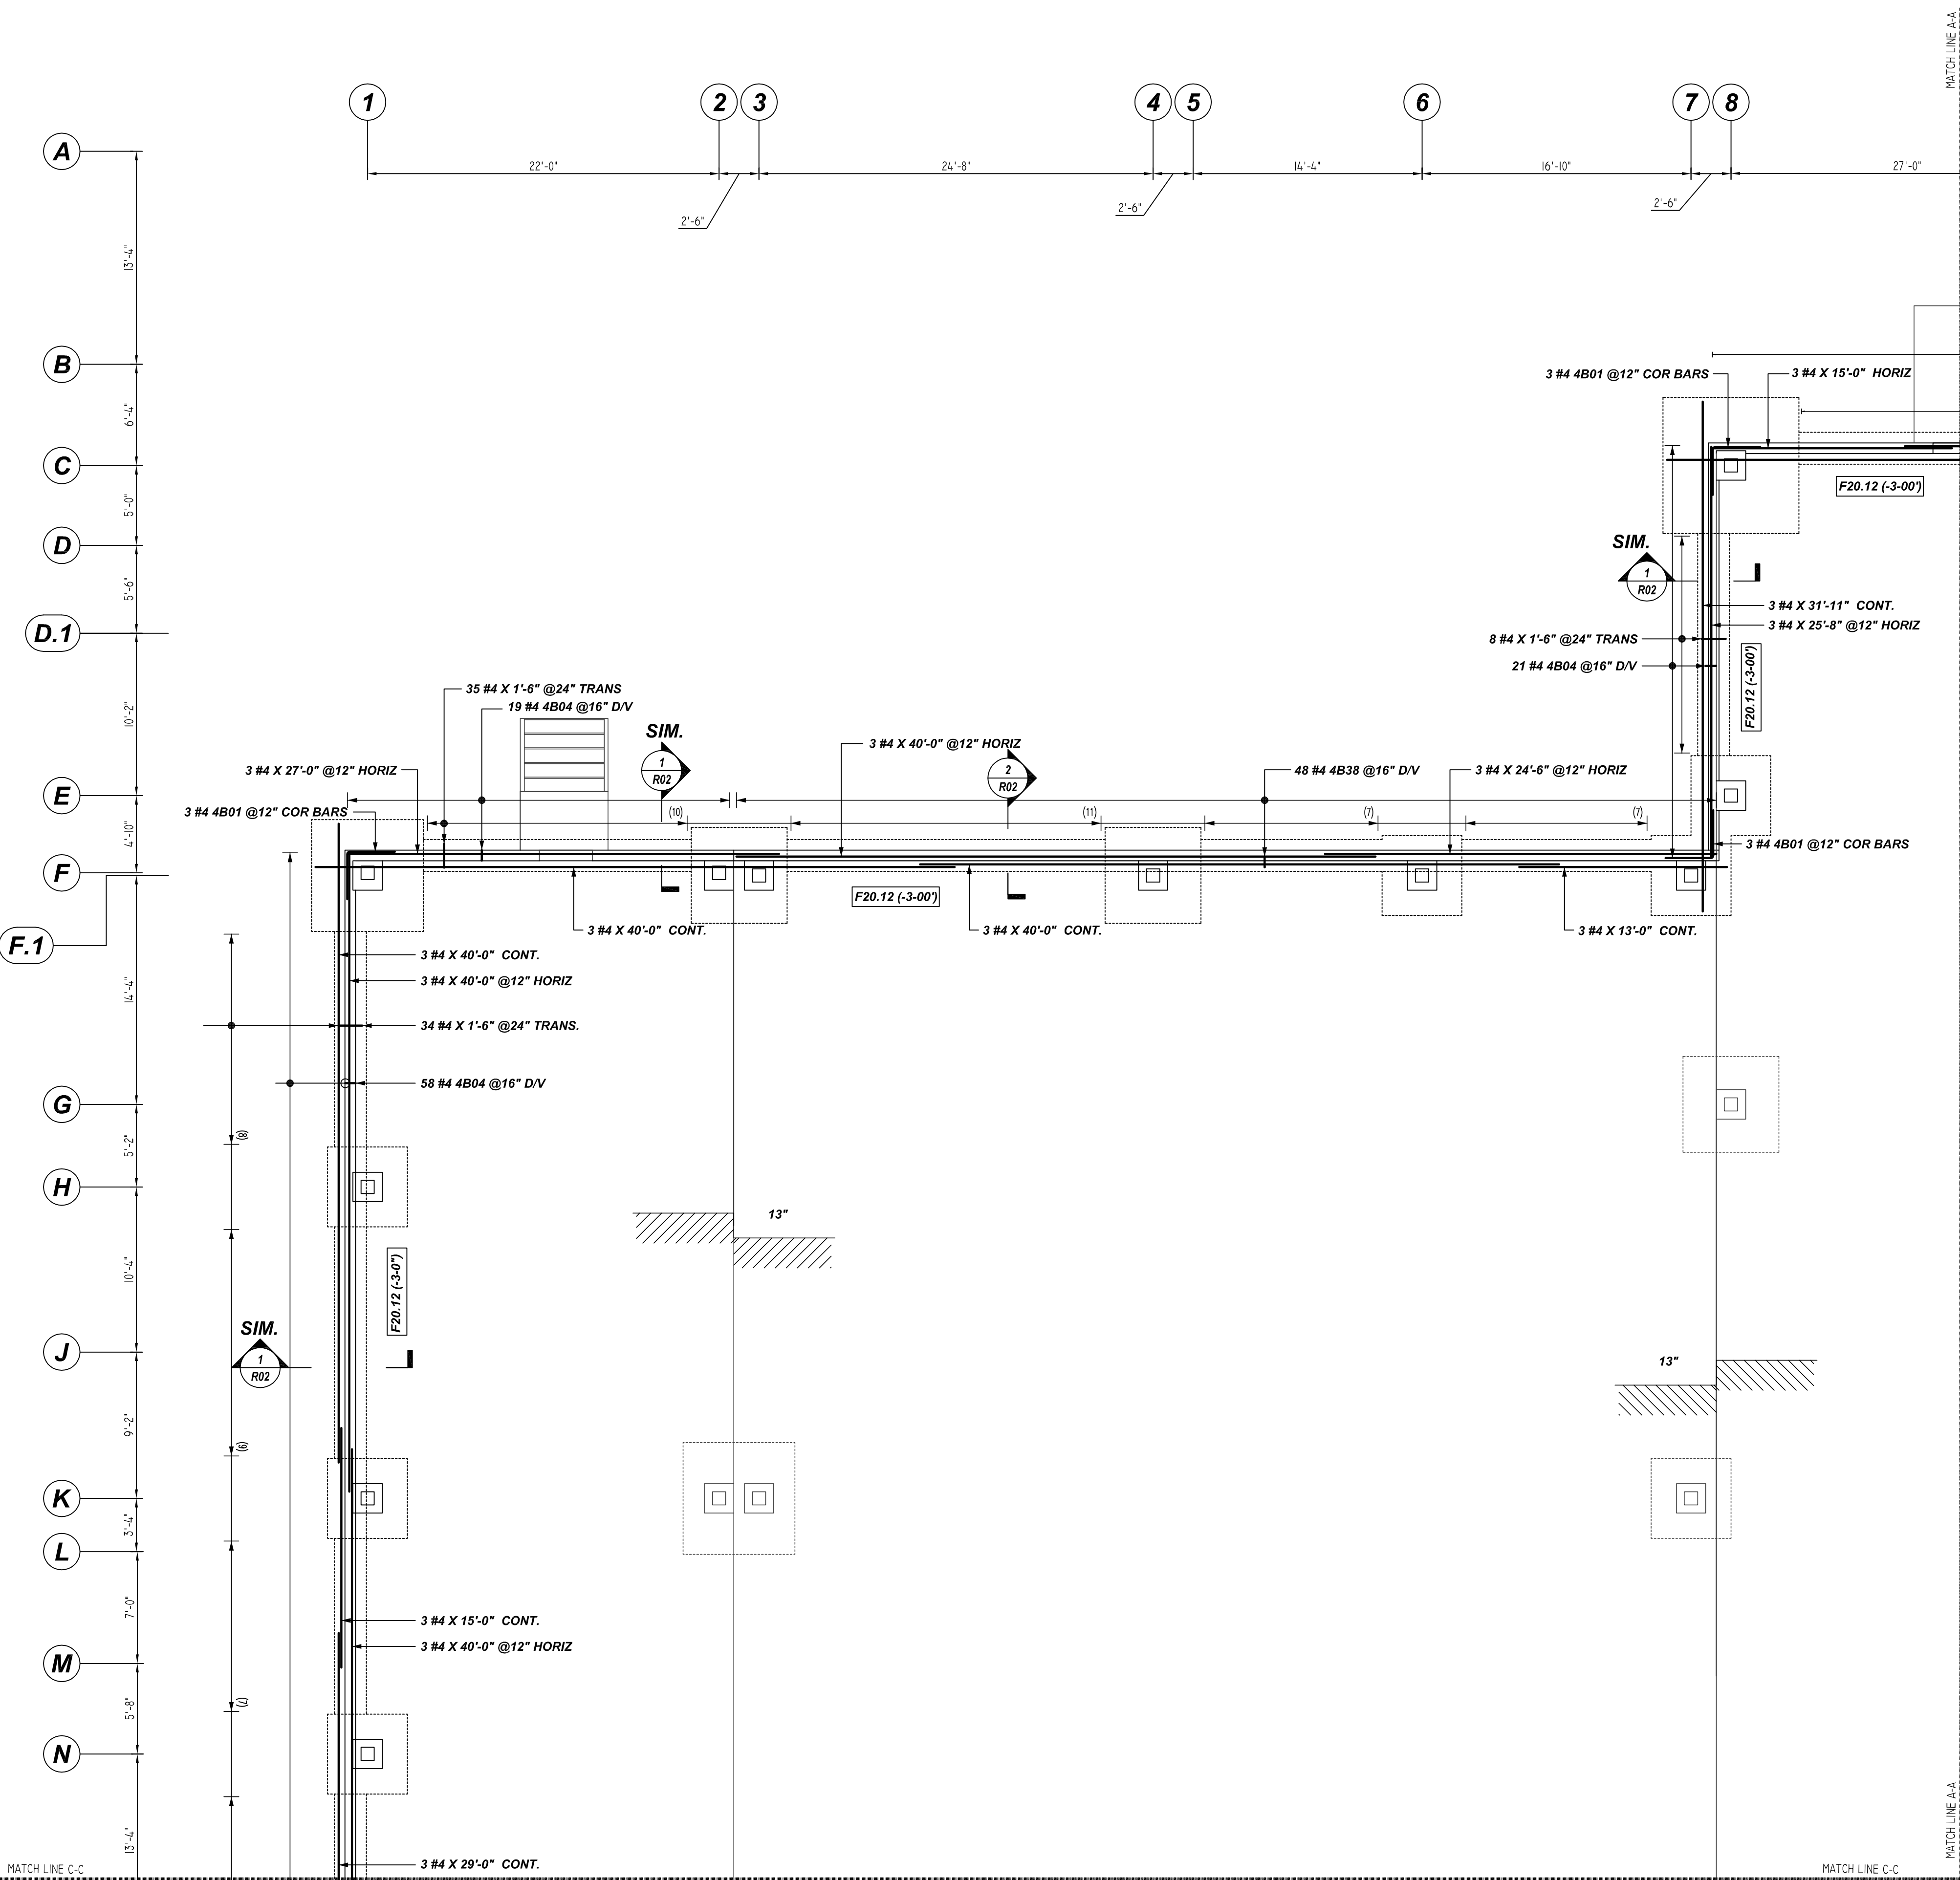 MATCH LINE A-A
1
2
3
4
5
6
7
8
22'-0"
24'-8"
14'-4"
16'-10"
27'-0"
2'-6"
2'-6"
2'-6"
A
13'-4"
B
6'-4"
C
5'-0"
D
5'-6"
D.1
10'-2"
E
4'-10"
F
F.1
14'-4"
G
5'-2"
H
10'-4"
J
9'-2"
K
3'-4"
L
7'-0"
M
5'-8"
N
13'-4"
3 #4 4B01 @12" COR BARS
3 #4 X 15'-0" HORIZ
F20.12 (-3-00')
SIM.
1
R02
3 #4 X 31'-11" CONT.
3 #4 X 25'-8" @12" HORIZ
8 #4 X 1'-6" @24" TRANS
21 #4 4B04 @16" D/V
F20.12 (-3-00')
35 #4 X 1'-6" @24" TRANS
19 #4 4B04 @16" D/V
SIM.
1
R02
3 #4 X 40'-0" @12" HORIZ
2
R02
3 #4 X 27'-0" @12" HORIZ
48 #4 4B38 @16" D/V
3 #4 X 24'-6" @12" HORIZ
3 #4 4B01 @12" COR BARS
(10)
(11)
(7)
(7)
3 #4 4B01 @12" COR BARS
F20.12 (-3-00')
3 #4 X 40'-0" CONT.
3 #4 X 40'-0" CONT.
3 #4 X 13'-0" CONT.
3 #4 X 40'-0" CONT.
3 #4 X 40'-0" @12" HORIZ
34 #4 X 1'-6" @24" TRANS.
58 #4 4B04 @16" D/V
(8)
13"
F20.12 (-3-0")
SIM.
1
R02
13"
(9)
3 #4 X 15'-0" CONT.
3 #4 X 40'-0" @12" HORIZ
(7)
3 #4 X 29'-0" CONT.
MATCH LINE C-C
MATCH LINE C-C
MATCH LINE A-A